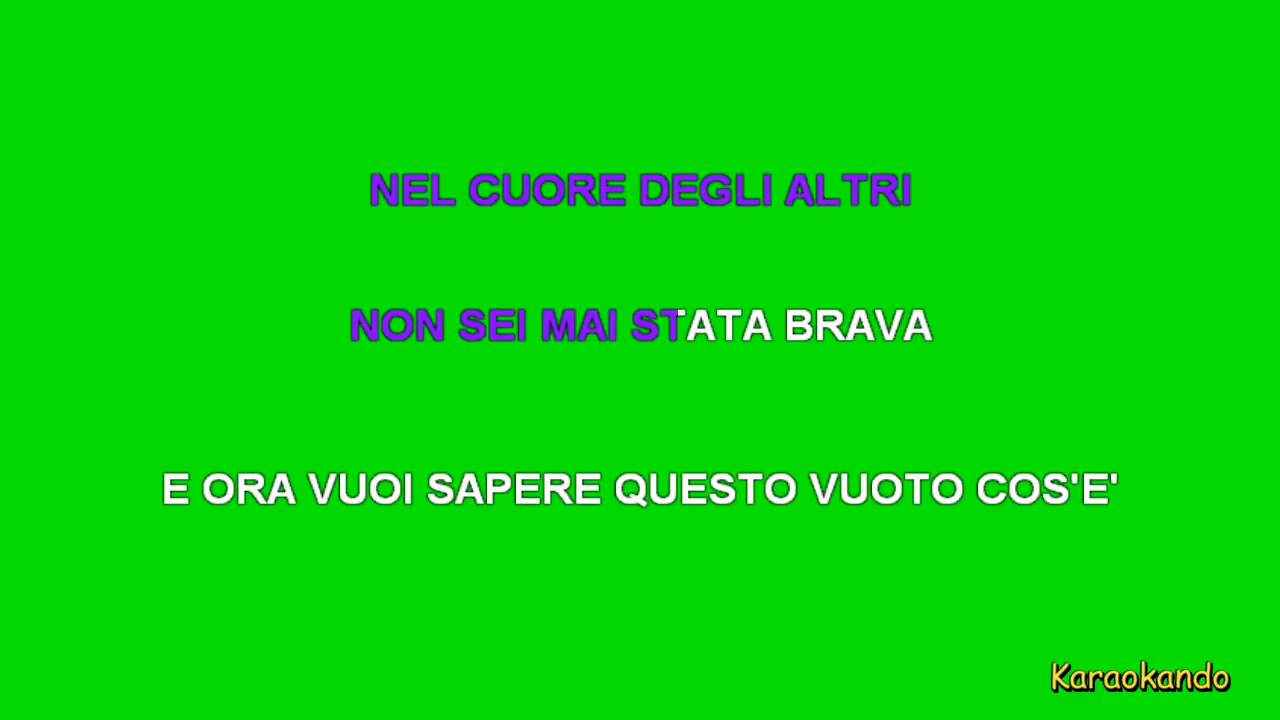 NEL CUORE DEGLI ALTRI
NON SEI MAI STATA BRAVA
E ORA VUOI SAPERE QUESTO VUOTO COS'E'
Karaokando